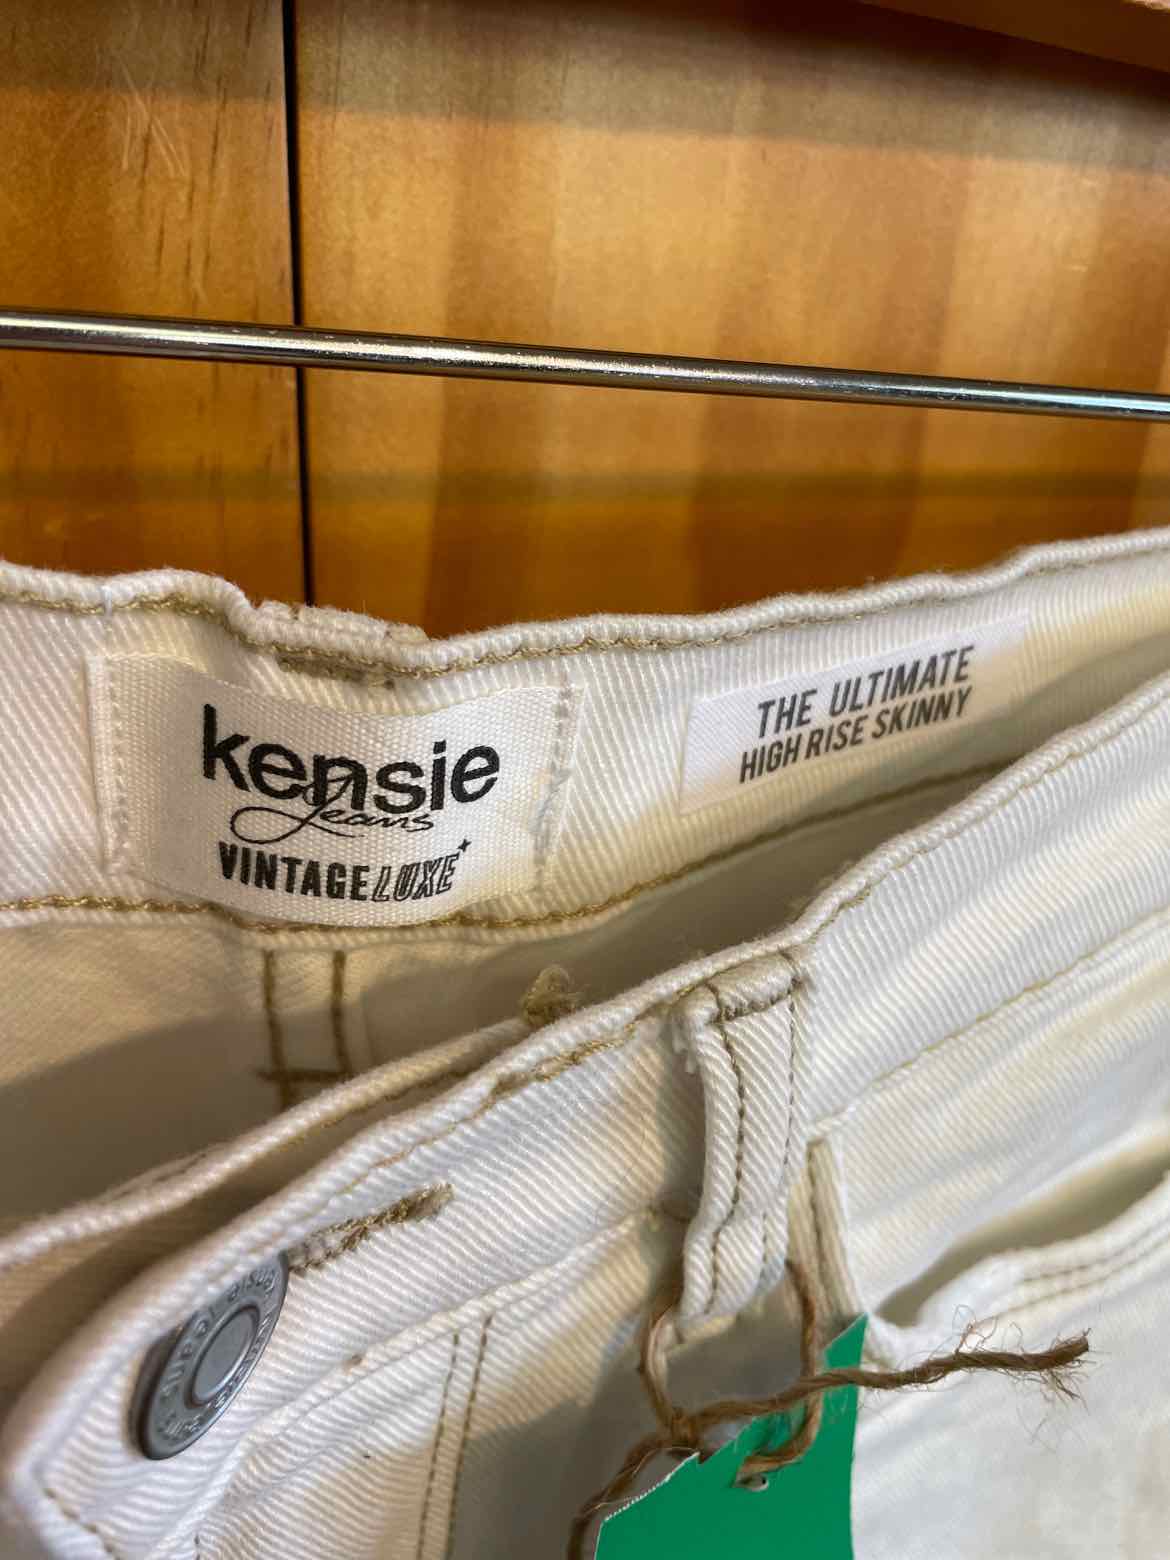 kensie
Jeans
VINTAGE LUXE
THE ULTIMATE
HIGH RISE SKINNY